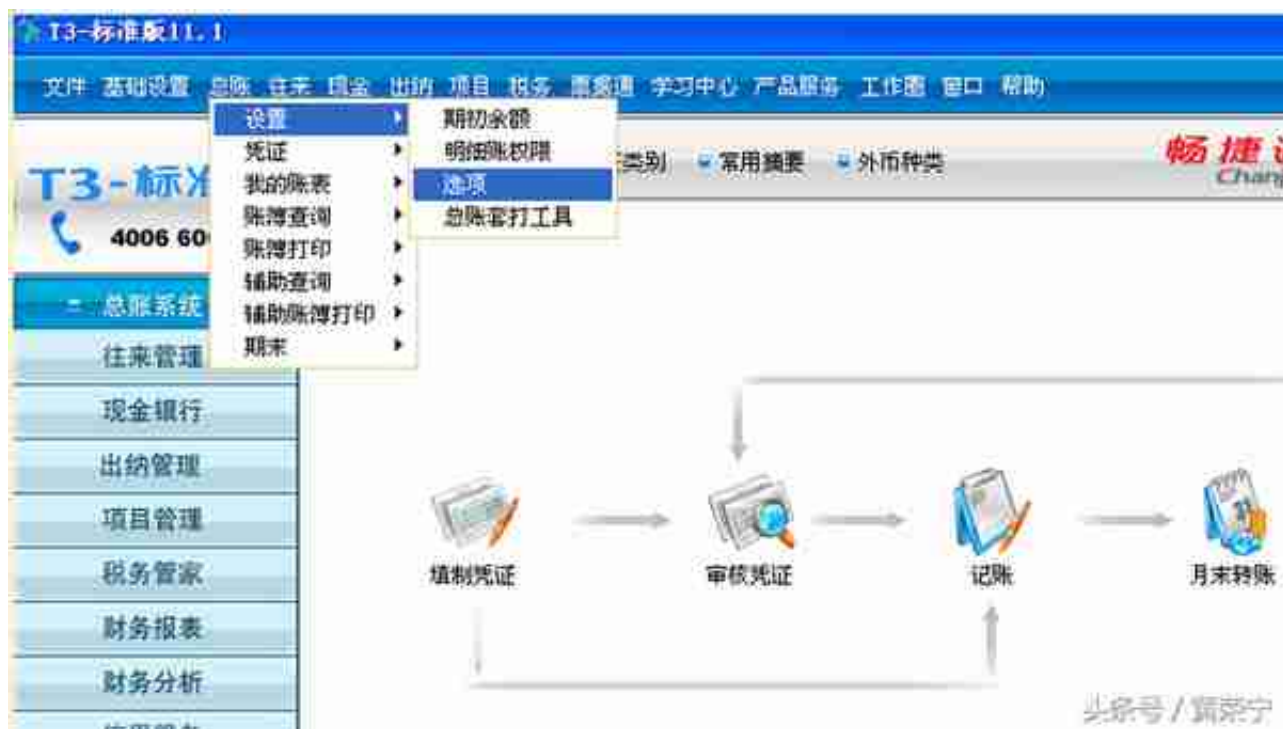 T3-标准版11.1
文件 基础设置 总账 往来 现金 出纳 项目 税务 票据通 学习中心 产品服务 工作圈 窗口 帮助
设置
凭证
我的账表
账簿查询
账簿打印
辅助查询
辅助账簿打印
期末
期初余额
明细账权限
选项
总账套打工具
类别 常用摘要 外币种类
畅捷
Chan
T3-标
4006 60
总账系统
往来管理
现金银行
出纳管理
项目管理
税务管家
财务报表
财务分析
填制凭证
审核凭证
记账
月末转账